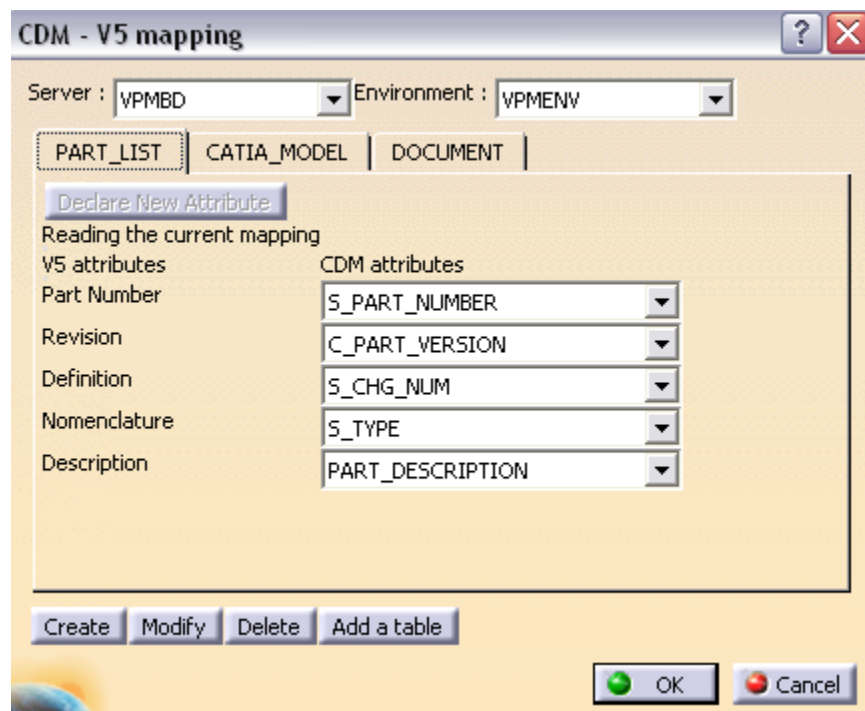 CDM - V5 mapping
?
Server : VPMBD Environment : VPMENV
PART_LIST CATIA_MODEL DOCUMENT
Declare New Attribute
Reading the current mapping
V5 attributes CDM attributes
Part Number S_PART_NUMBER
Revision C_PART_VERSION
Definition S_CHG_NUM
Nomenclature S_TYPE
Description PART_DESCRIPTION
Create Modify Delete Add a table
OK Cancel